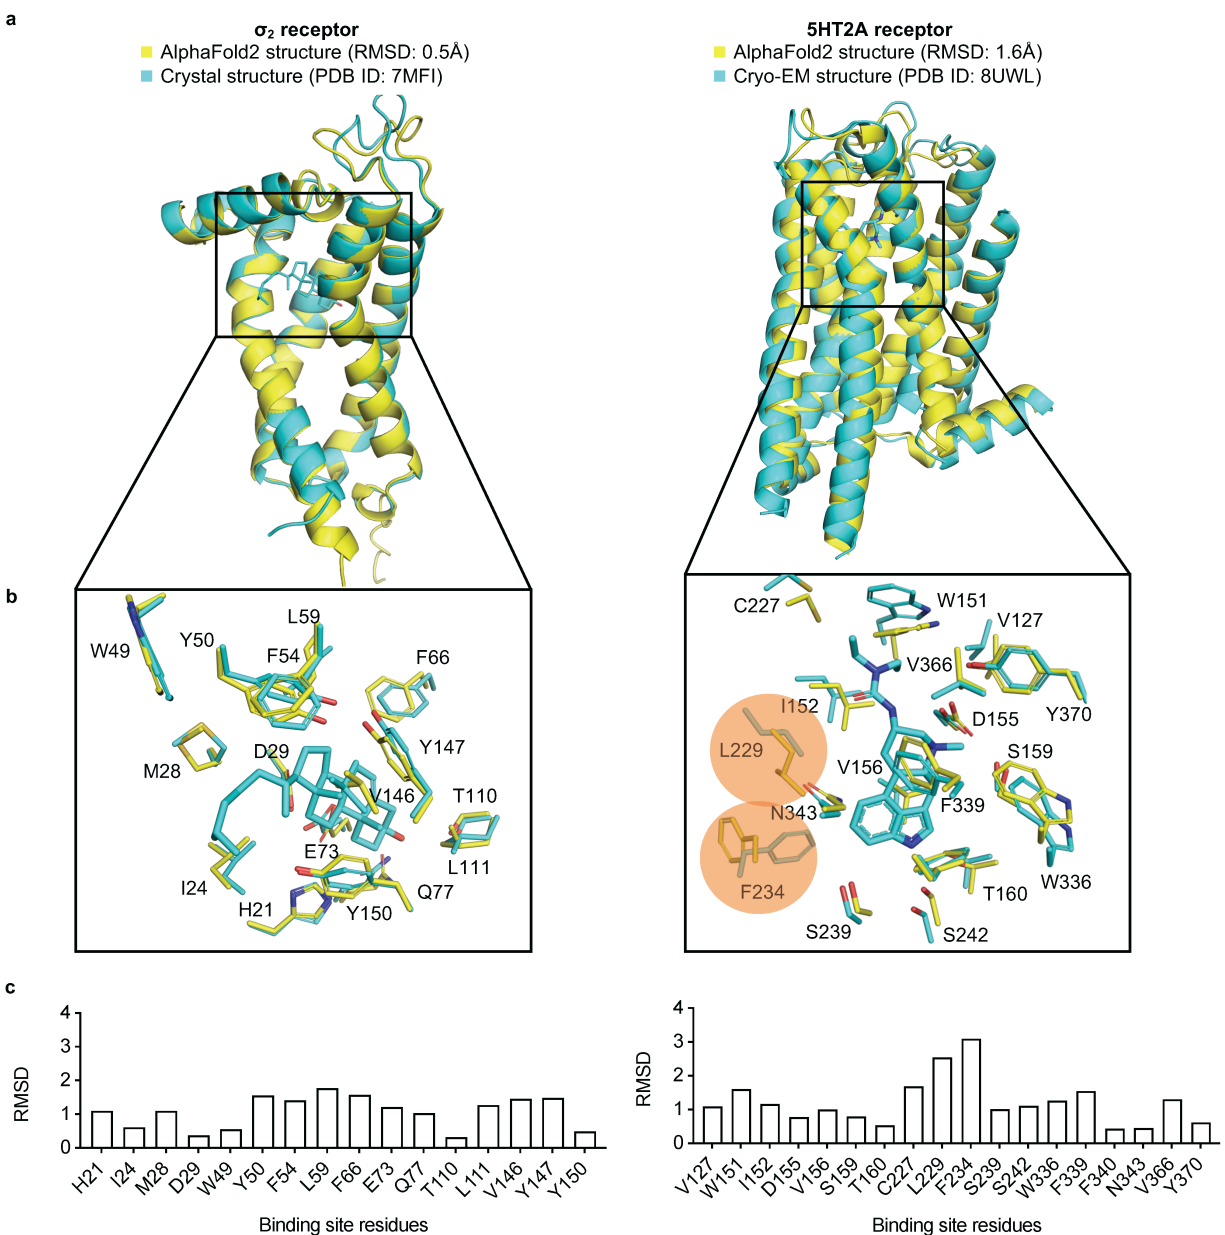 a
σ₂ receptor
AlphaFold2 structure (RMSD: 0.5Å)
Crystal structure (PDB ID: 7MFI)
5HT2A receptor
AlphaFold2 structure (RMSD: 1.6Å)
Cryo-EM structure (PDB ID: 8UWL)
b
W49
Y50
L59
F54
F66
M28
D29
Y147
V146
T110
E73
L111
I24
H21
Y150
Q77
C227
W151
V127
V366
I152
D155
Y370
L229
V156
S159
N343
F339
F234
W336
T160
S239
S242
c
RMSD
4
3
2
1
0
H21 I24 M28 D29 W49 Y50 F54 L59 F66 E73 Q77 T110 L111 V146 Y147 Y150
Binding site residues
RMSD
4
3
2
1
0
V127 W151 I152 D155 V156 S159 T160 C227 L229 F234 S239 S242 W336 F339 F340 N343 V366 Y370
Binding site residues